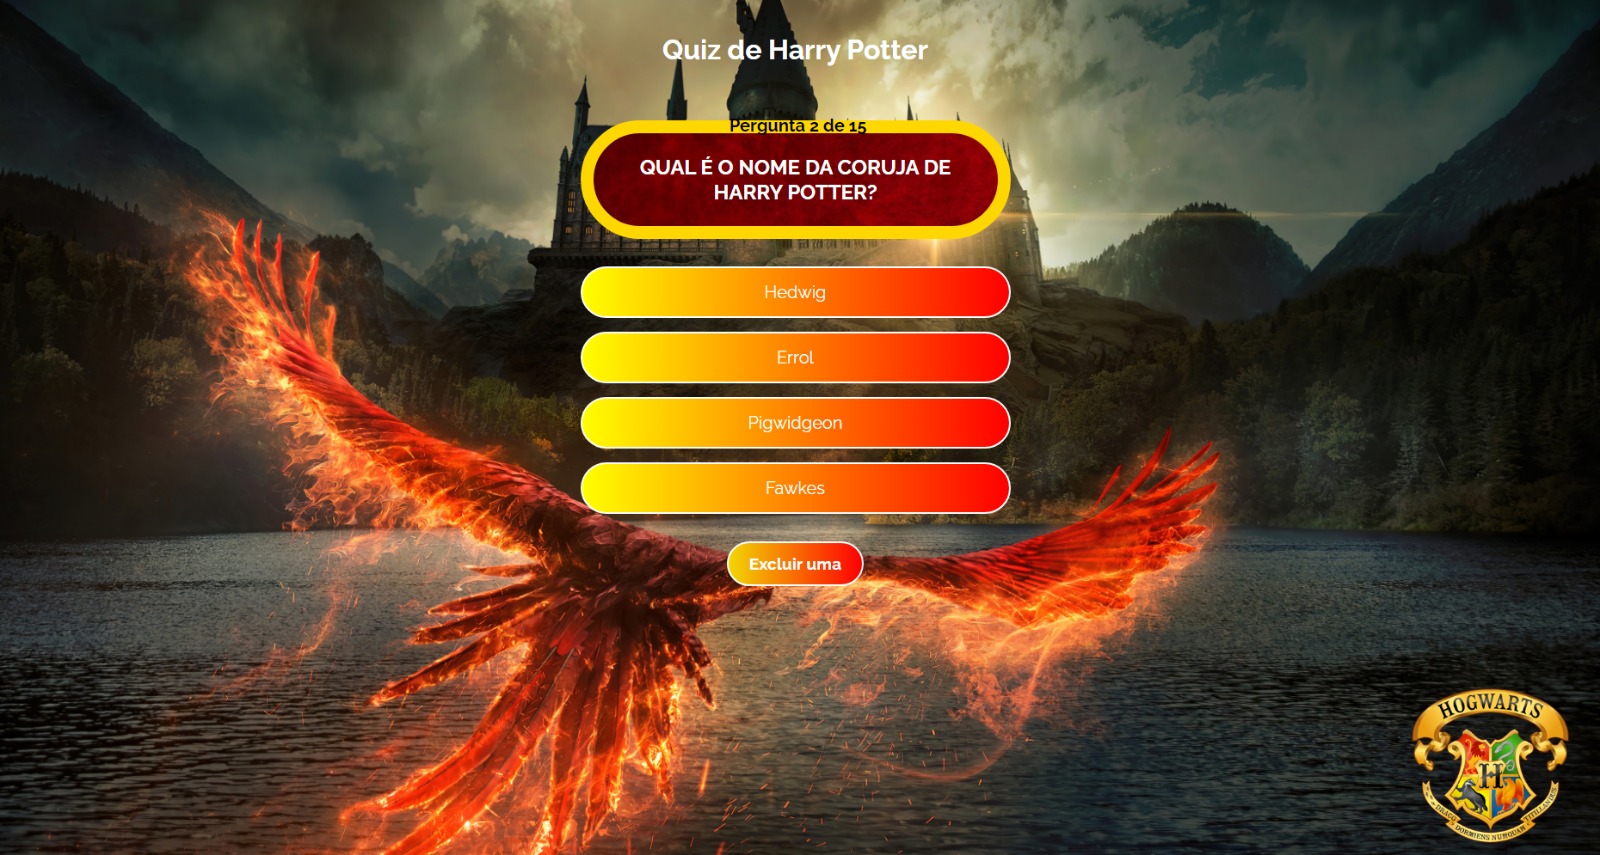 Quiz de Harry Potter
Pergunta 2 de 15
QUAL É O NOME DA CORUJA DE
HARRY POTTER?
Hedwig
Errol
Pigwidgeon
Fawkes
Excluir uma
HOGWARTS
H
DRACO DORMIENS NUNQUAM TITILLANDUS